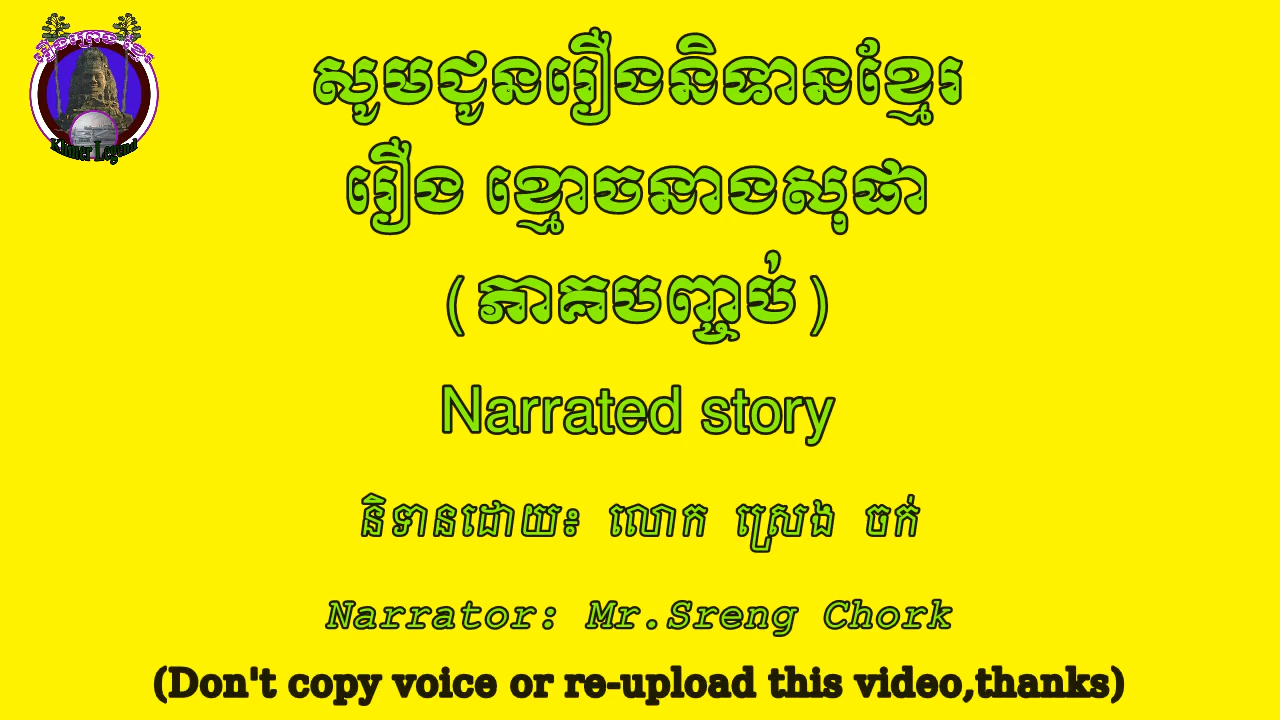 Khmer Legend
សូមជូនរឿងនិទានខ្មែរ
រឿង ខ្មោចនាងសុផា
(ភាគបញ្ចប់)
Narrated story
និទានដោយ៖ លោក ស្រេង ចក់
Narrator: Mr.Sreng Chork
(Don't copy voice or re-upload this video,thanks)